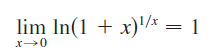 lim ln(1 + x)^{1/x} = 1
x→0